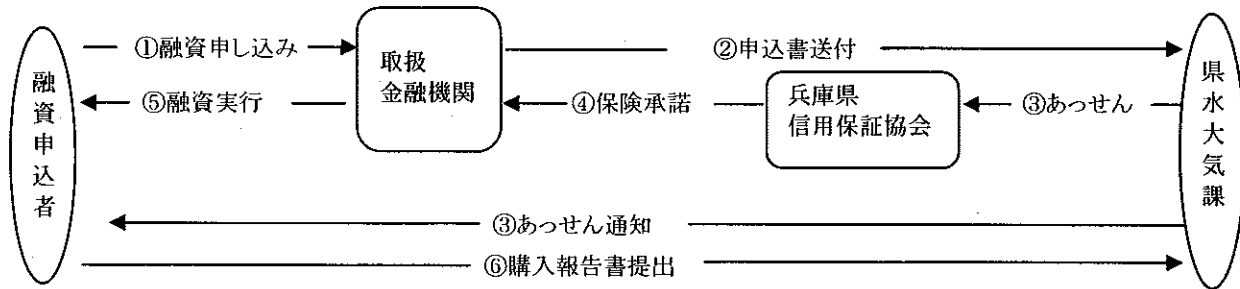 融資申込者
①融資申し込み
取扱
金融機関
②申込書送付
県水大気課
⑤融資実行
④保険承諾
兵庫県
信用保証協会
③あっせん
③あっせん通知
⑥購入報告書提出